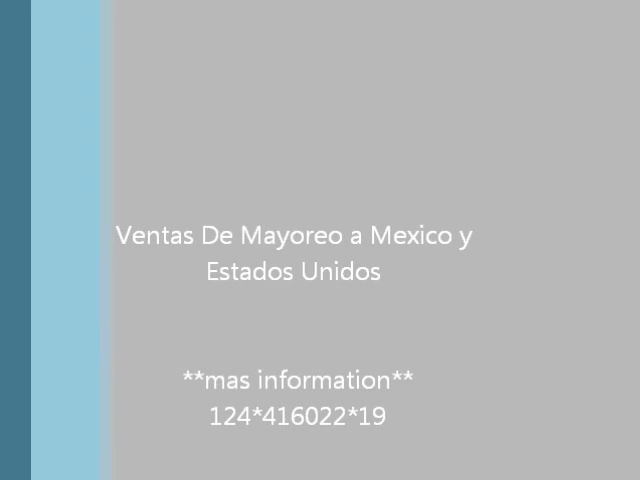 Ventas De Mayoreo a Mexico y
Estados Unidos
**mas information**
124*416022*19